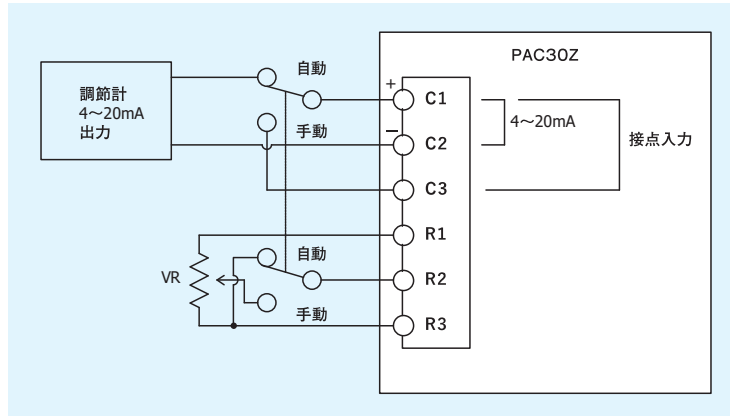 PAC30Z
自動
調節計
4〜20mA
出力
+
C1
手動
−
C2
4〜20mA
接点入力
C3
R1
自動
VR
R2
手動
R3